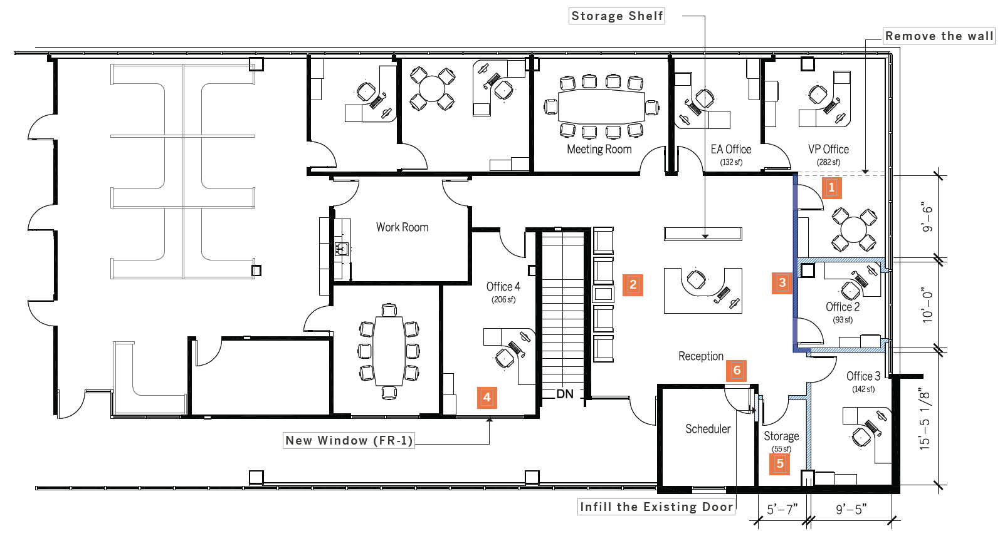 Storage Shelf
Remove the wall
Meeting Room
EA Office
(132 sf)
VP Office
(282 sf)
1
9’–6”
Work Room
Office 4
(206 sf)
2
3
Office 2
(93 sf)
10’–0”
Reception
6
Office 3
(142 sf)
4
DN
15’–5 1/8”
New Window (FR-1)
Scheduler
Storage
(55 sf)
5
Infill the Existing Door
5’–7”
9’–5”